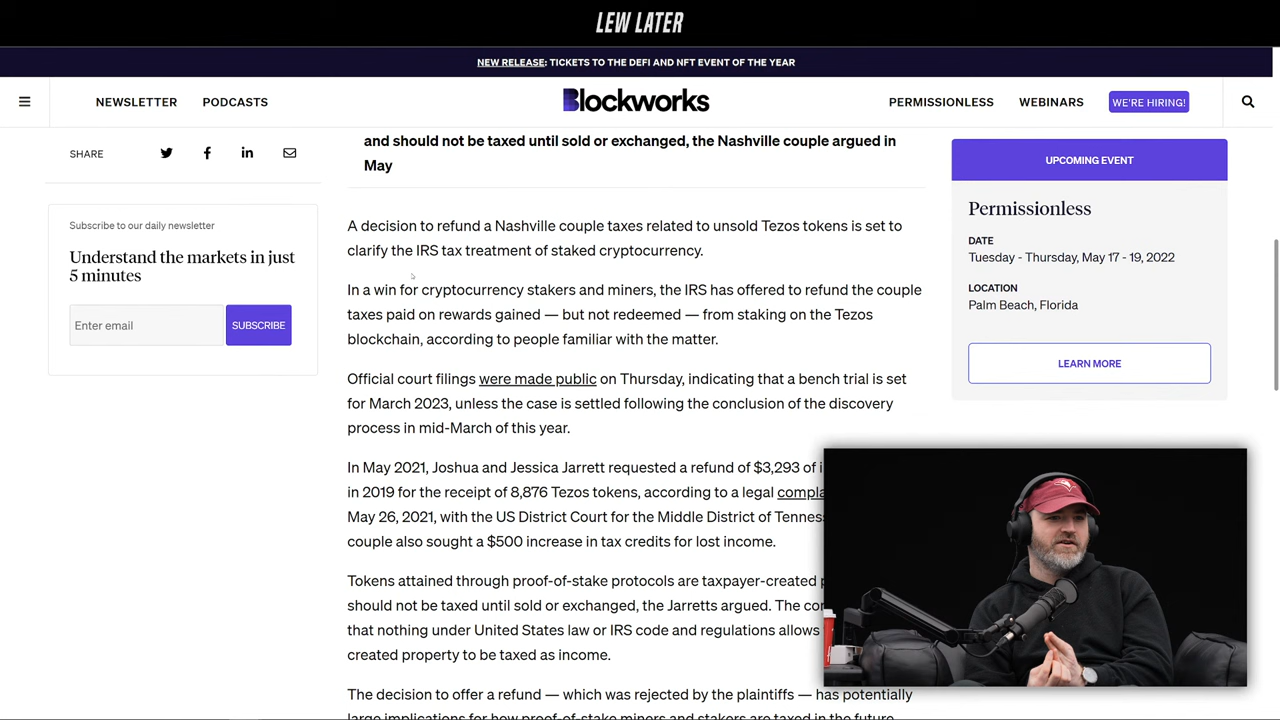 LEW LATER
NEW RELEASE: TICKETS TO THE DEFI AND NFT EVENT OF THE YEAR
NEWSLETTER
PODCASTS
Blockworks
PERMISSIONLESS
WEBINARS
WE'RE HIRING!
SHARE
Subscribe to our daily newsletter
Understand the markets in just
5 minutes
Enter email
SUBSCRIBE
and should not be taxed until sold or exchanged, the Nashville couple argued in
May
A decision to refund a Nashville couple taxes related to unsold Tezos tokens is set to
clarify the IRS tax treatment of staked cryptocurrency.
In a win for cryptocurrency stakers and miners, the IRS has offered to refund the couple
taxes paid on rewards gained — but not redeemed — from staking on the Tezos
blockchain, according to people familiar with the matter.
Official court filings were made public on Thursday, indicating that a bench trial is set
for March 2023, unless the case is settled following the conclusion of the discovery
process in mid-March of this year.
In May 2021, Joshua and Jessica Jarrett requested a refund of $3,293 of
in 2019 for the receipt of 8,876 Tezos tokens, according to a legal
May 26, 2021, with the US District Court for the Middle District of
couple also sought a $500 increase in tax credits for lost income.
Tokens attained through proof-of-stake protocols are taxpayer-created
should not be taxed until sold or exchanged, the Jarretts argued. The
that nothing under United States law or IRS code and regulations allows
created property to be taxed as income.
The decision to offer a refund — which was rejected by the plaintiffs — has potentially
large implications for how proof-of-stake miners and stakers are taxed in the future
UPCOMING EVENT
Permissionless
DATE
Tuesday - Thursday, May 17 - 19, 2022
LOCATION
Palm Beach, Florida
LEARN MORE